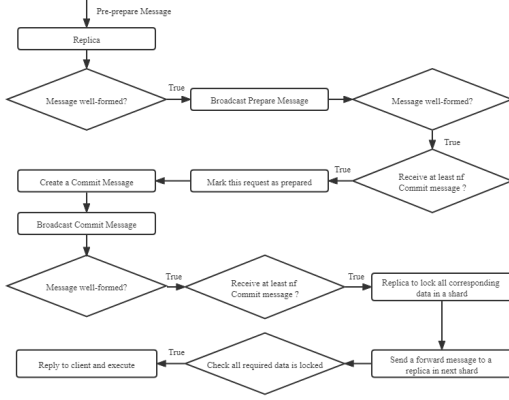 Pre-prepare Message
Replica
Message well-formed?
True
Broadcast Prepare Message
Message well-formed?
True
Receive at least nf
Commit message ?
True
Mark this request as prepared
Create a Commit Message
Broadcast Commit Message
Message well-formed?
True
Receive at least nf
Commit message ?
True
Replica to lock all corresponding
data in a shard
Send a forward message to a
replica in next shard
Check all required data is locked
True
Reply to client and execute